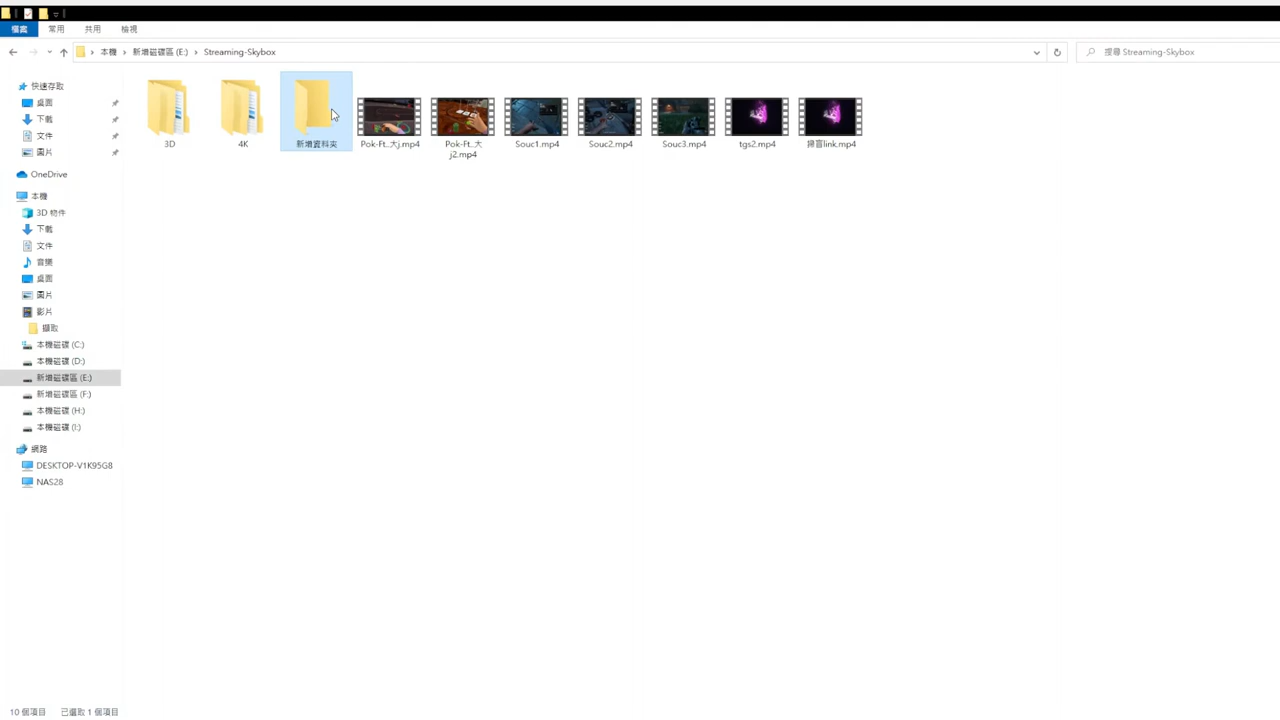 檔案 常用 共用 檢視
本機 新增磁碟區 (E:) Streaming-Skybox
搜尋 Streaming-Skybox
快速存取
桌面
下載
文件
圖片
OneDrive
本機
3D 物件
下載
文件
音樂
桌面
圖片
影片
擷取
本機磁碟 (C:)
本機磁碟 (D:)
新增磁碟區 (E:)
新增磁碟區 (F:)
本機磁碟 (H:)
本機磁碟 (I:)
網路
DESKTOP-V1K95G8
NAS28
3D
4K
新增資料夾
Pok-Ft..大j.mp4
Pok-Ft..大
j2.mp4
Souc1.mp4
Souc2.mp4
Souc3.mp4
tgs2.mp4
掃盲link.mp4
10 個項目 已選取 1 個項目